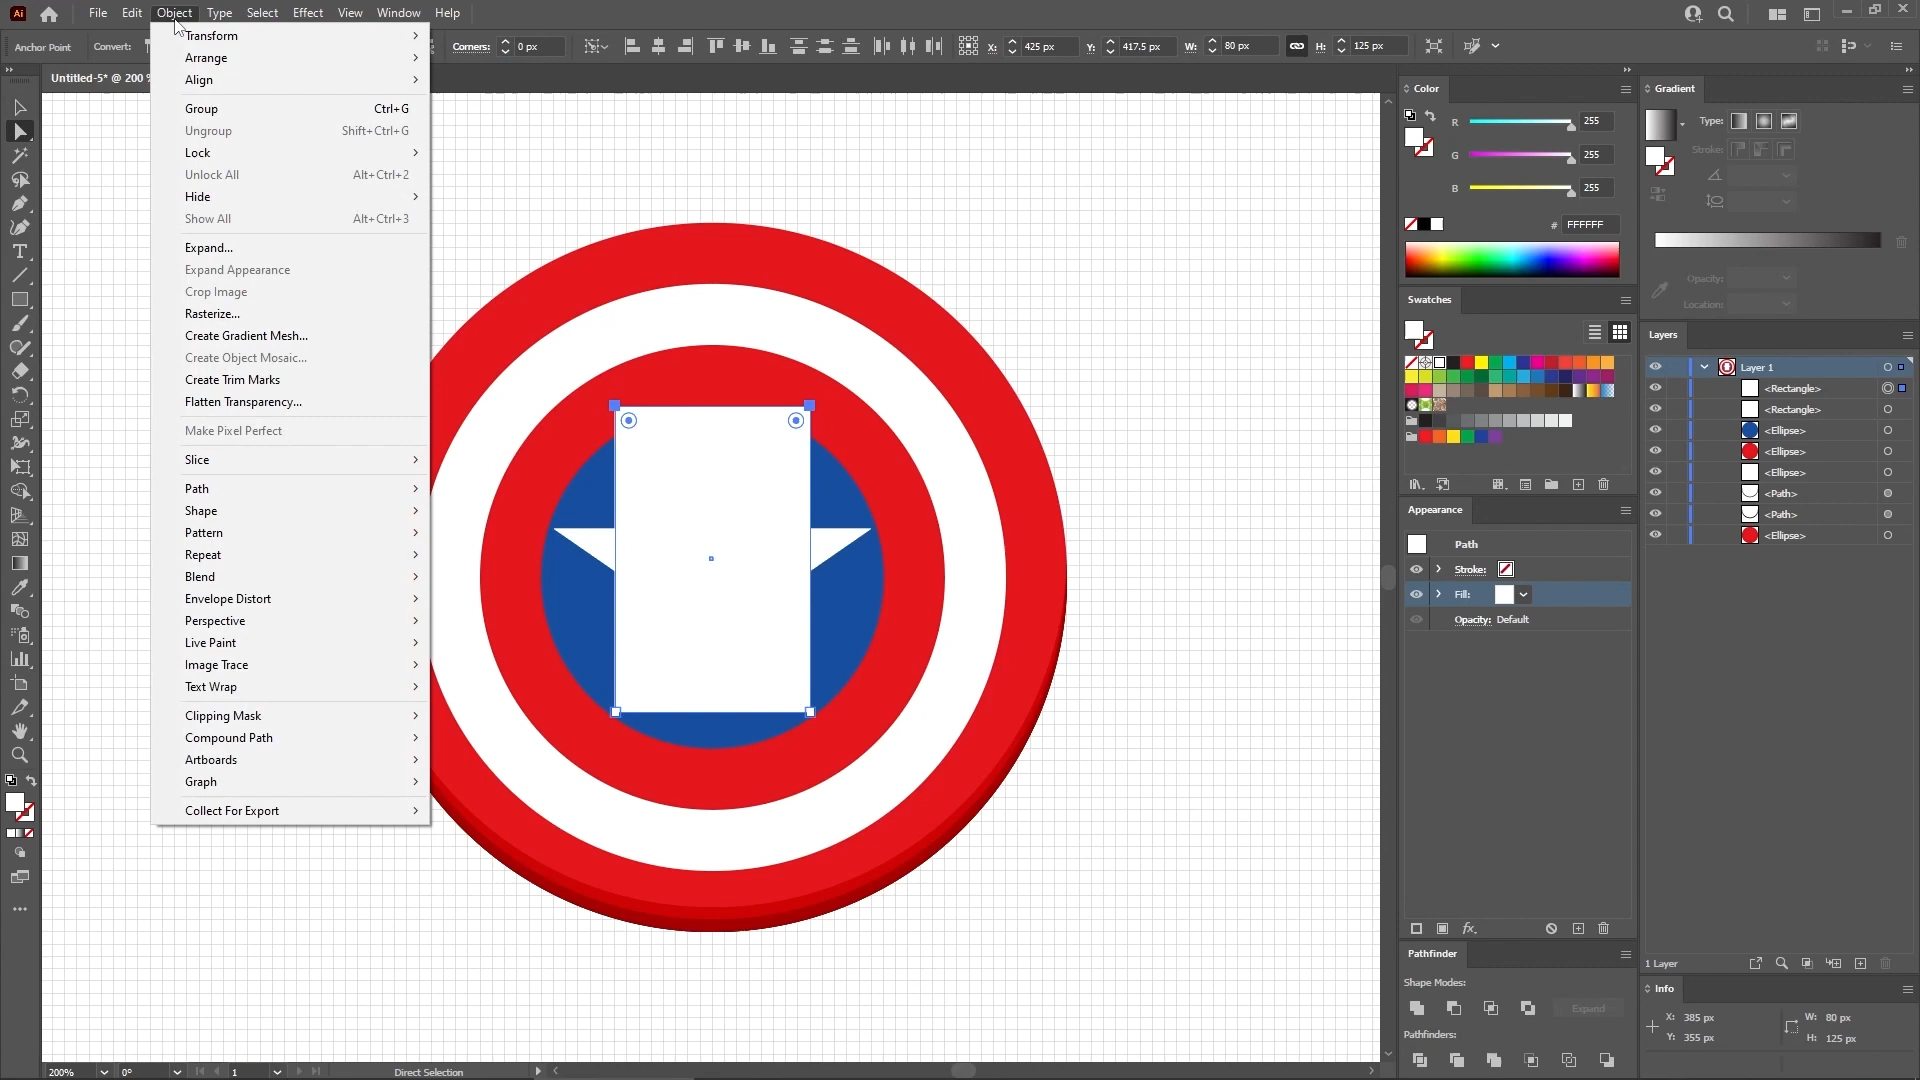 Ai
File Edit Object Type Select Effect View Window Help
Anchor Point Convert: Corners: 0 px X: 425 px Y: 417.5 px W: 80 px H: 125 px
Untitled-5* @ 200 %
Transform
Arrange
Align
Group Ctrl+G
Ungroup Shift+Ctrl+G
Lock
Unlock All Alt+Ctrl+2
Hide
Show All Alt+Ctrl+3
Expand...
Expand Appearance
Crop Image
Rasterize...
Create Gradient Mesh...
Create Object Mosaic...
Create Trim Marks
Flatten Transparency...
Make Pixel Perfect
Slice
Path
Shape
Pattern
Repeat
Blend
Envelope Distort
Perspective
Live Paint
Image Trace
Text Wrap
Clipping Mask
Compound Path
Artboards
Graph
Collect For Export
Color
R 255
G 255
B 255
# FFFFFF
Swatches
Appearance
Path
Stroke:
Fill:
Opacity: Default
Pathfinder
Shape Modes:
Expand
Pathfinders:
Gradient
Type:
Stroke:
Opacity:
Location:
Layers
Layer 1
<Rectangle>
<Rectangle>
<Ellipse>
<Ellipse>
<Ellipse>
<Path>
<Path>
<Ellipse>
1 Layer
Info
X: 385 px W: 80 px
Y: 355 px H: 125 px
200% 0° 1 Direct Selection